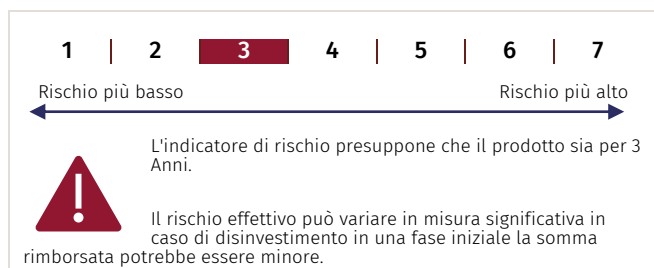 1 | 2 | 3 | 4 | 5 | 6 | 7
Rischio più basso Rischio più alto
L'indicatore di rischio presuppone che il prodotto sia per 3
Anni.
Il rischio effettivo può variare in misura significativa in
caso di disinvestimento in una fase iniziale la somma
rimborsata potrebbe essere minore.